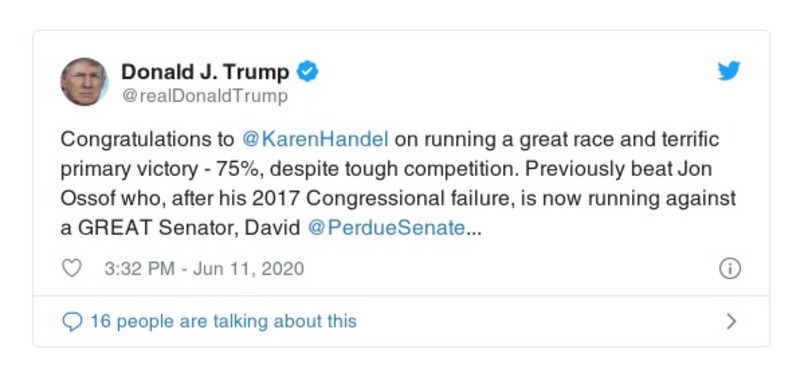 Donald J. Trump
@realDonaldTrump
Congratulations to @KarenHandel on running a great race and terrific
primary victory - 75%, despite tough competition. Previously beat Jon
Ossof who, after his 2017 Congressional failure, is now running against
a GREAT Senator, David @PerdueSenate...
3:32 PM - Jun 11, 2020
16 people are talking about this